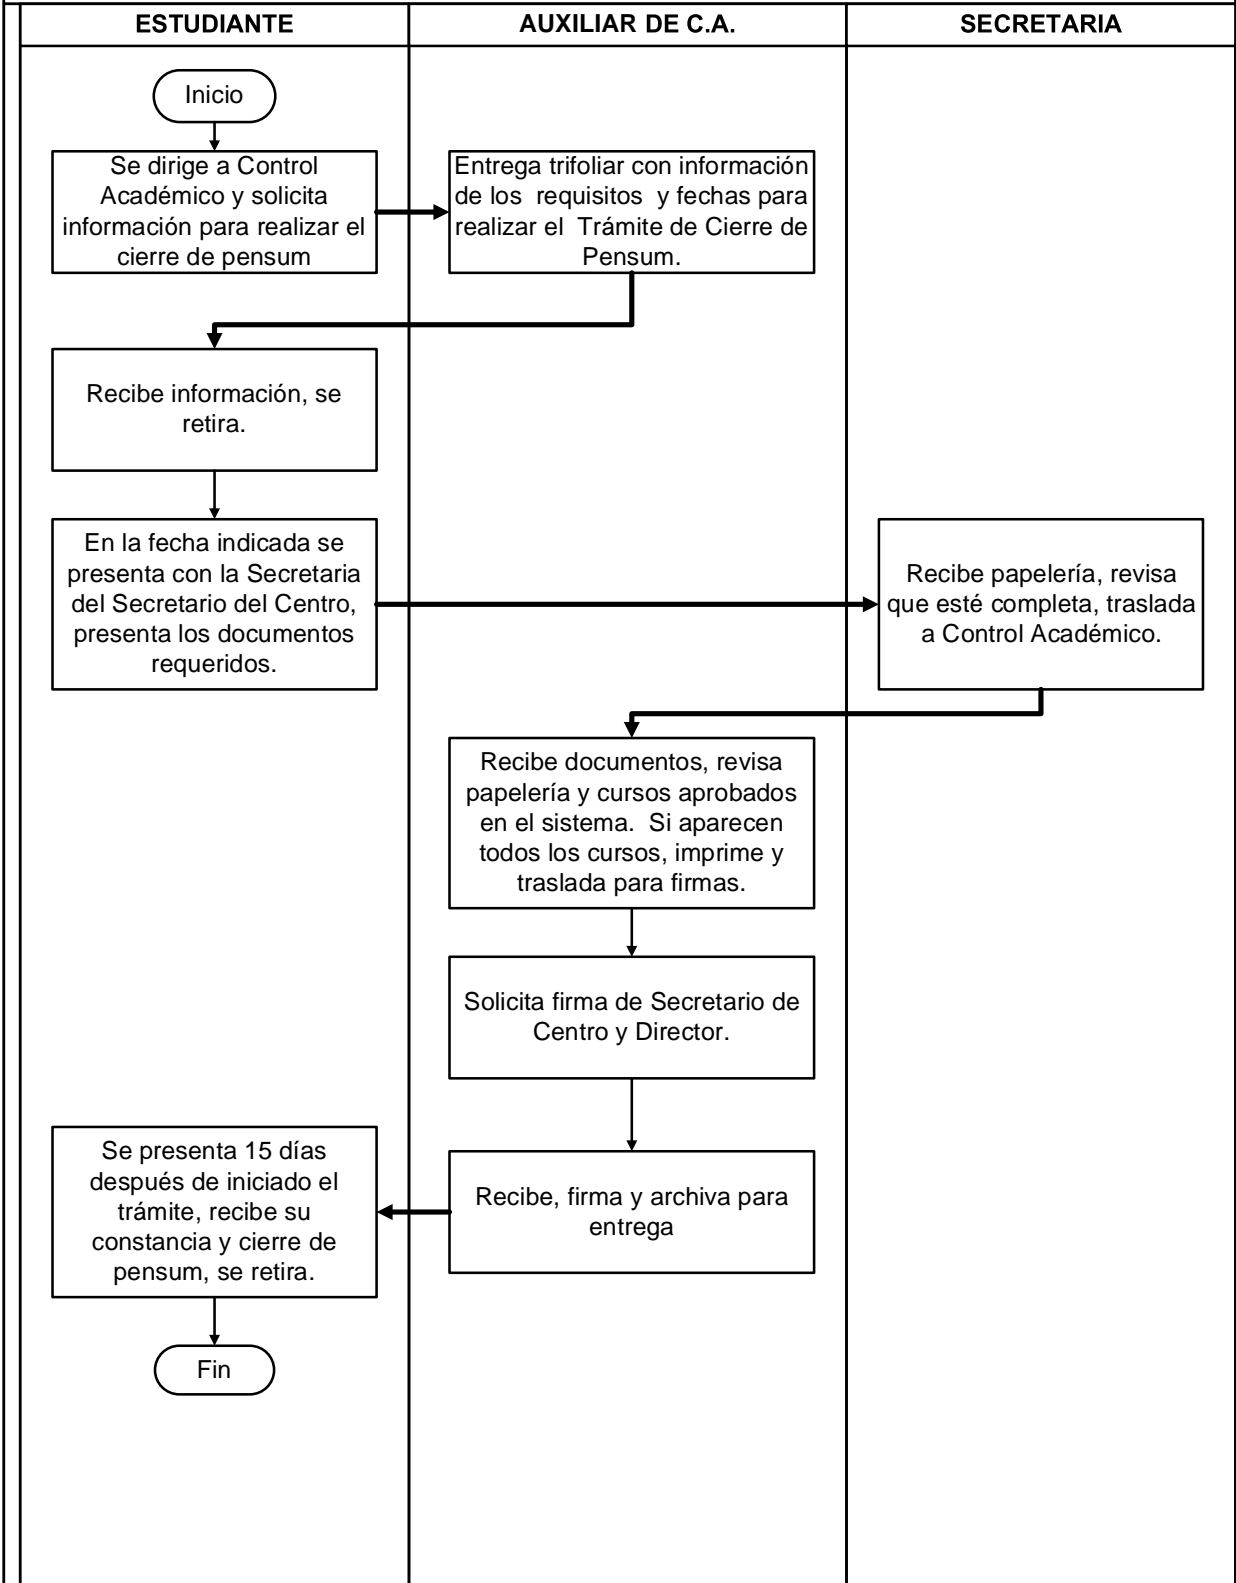 ESTUDIANTE
AUXILIAR DE C.A.
SECRETARIA
Inicio
Se dirige a Control
Académico y solicita
información para realizar el
cierre de pensum
Entrega trifoliar con información
de los requisitos y fechas para
realizar el Trámite de Cierre de
Pensum.
Recibe información, se
retira.
En la fecha indicada se
presenta con la Secretaria
del Secretario del Centro,
presenta los documentos
requeridos.
Recibe papelería, revisa
que esté completa, traslada
a Control Académico.
Recibe documentos, revisa
papelería y cursos aprobados
en el sistema. Si aparecen
todos los cursos, imprime y
traslada para firmas.
Solicita firma de Secretario de
Centro y Director.
Recibe, firma y archiva para
entrega
Se presenta 15 días
después de iniciado el
trámite, recibe su
constancia y cierre de
pensum, se retira.
Fin